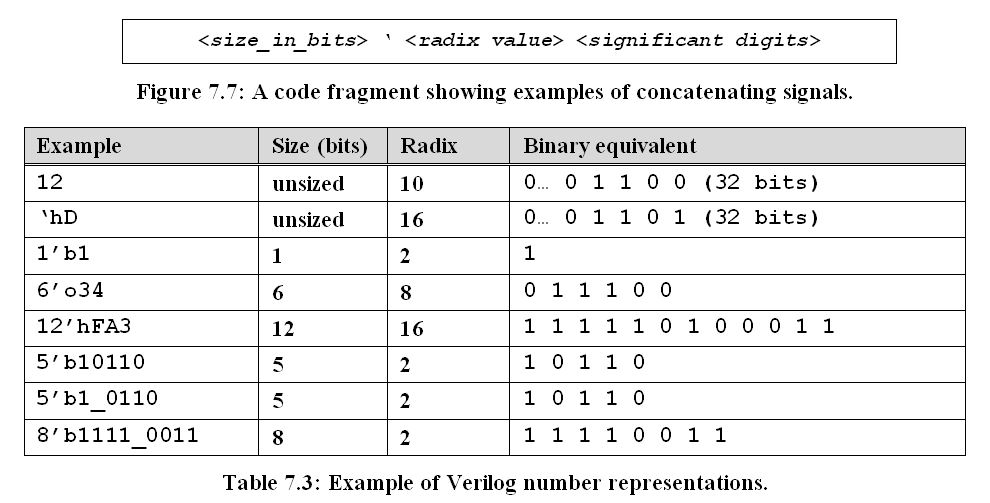 <size_in_bits> ‘ <radix value> <significant digits>
Figure 7.7: A code fragment showing examples of concatenating signals.
Example Size (bits) Radix Binary equivalent
12 unsized 10 0… 0 1 1 0 0 (32 bits)
‘hD unsized 16 0… 0 1 1 0 1 (32 bits)
1’b1 1 2 1
6’o34 6 8 0 1 1 1 0 0
12’hFA3 12 16 1 1 1 1 1 0 1 0 0 0 1 1
5’b10110 5 2 1 0 1 1 0
5’b1_0110 5 2 1 0 1 1 0
8’b1111_0011 8 2 1 1 1 1 0 0 1 1
Table 7.3: Example of Verilog number representations.